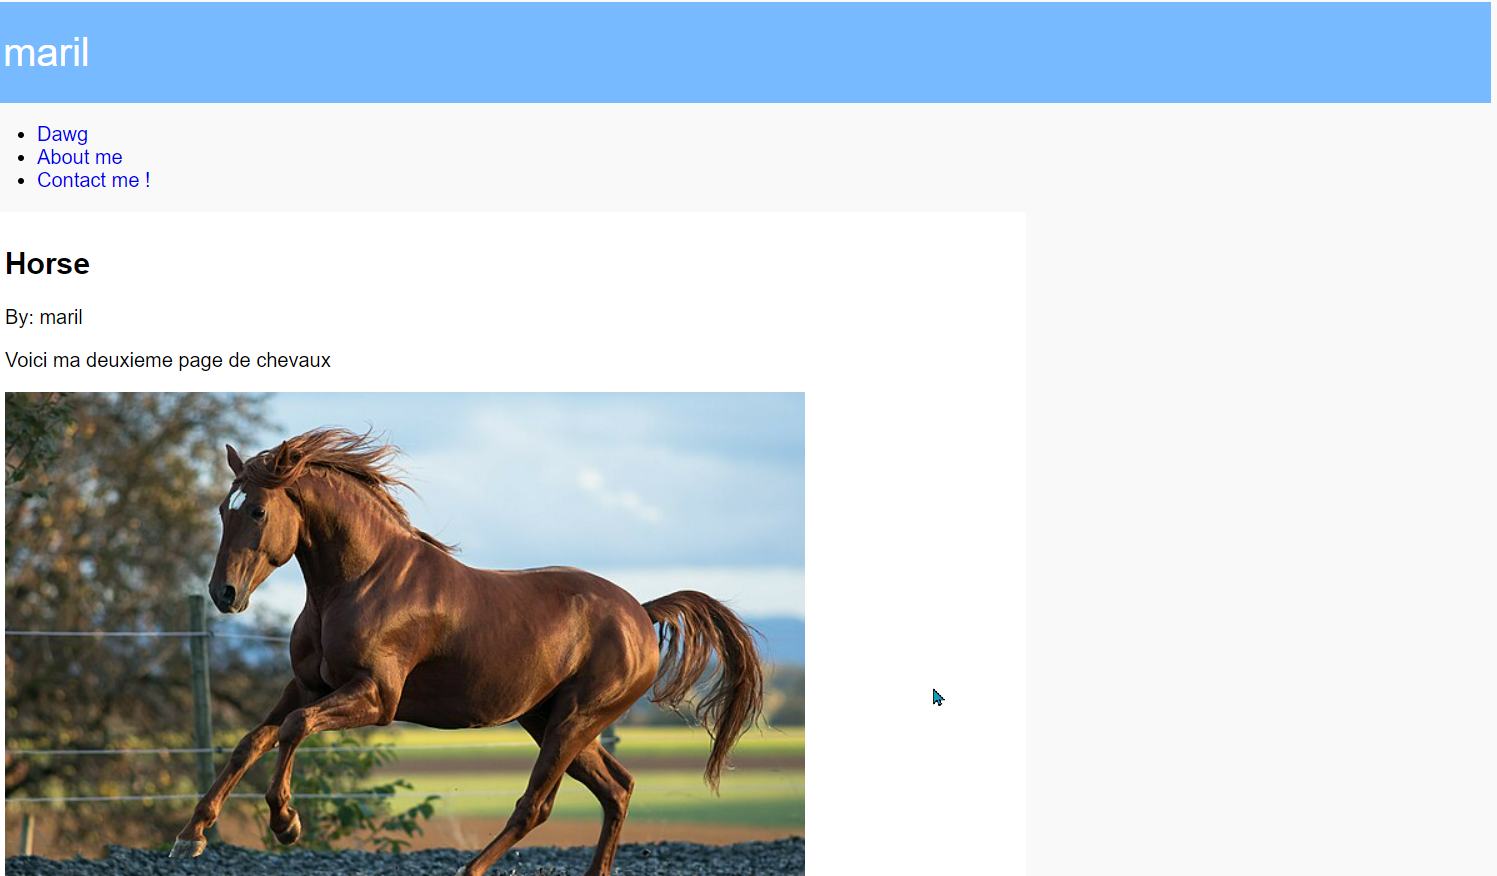 maril
Dawg
About me
Contact me !
Horse
By: maril
Voici ma deuxieme page de chevaux